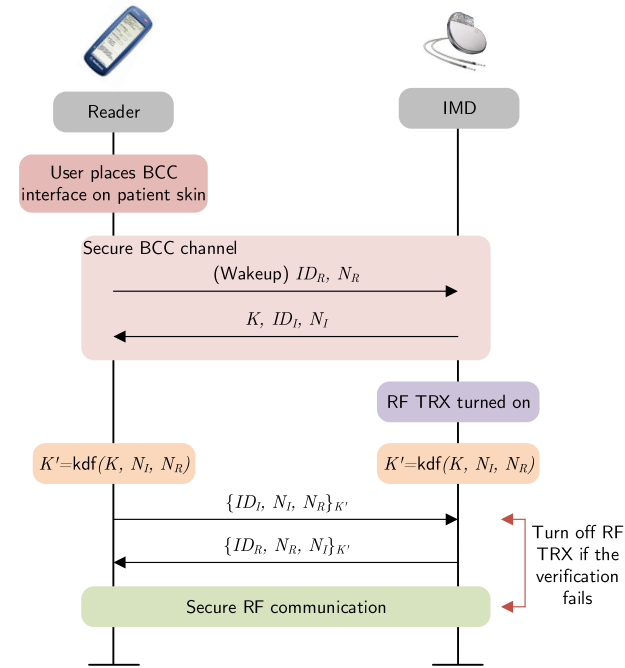 Reader
IMD
User places BCC
interface on patient skin
Secure BCC channel
(Wakeup) ID_R, N_R
K, ID_I, N_I
RF TRX turned on
K'=kdf(K, N_I, N_R)
K'=kdf(K, N_I, N_R)
{ID_I, N_I, N_R}_K'
{ID_R, N_R, N_I}_K'
Turn off RF
TRX if the
verification
fails
Secure RF communication